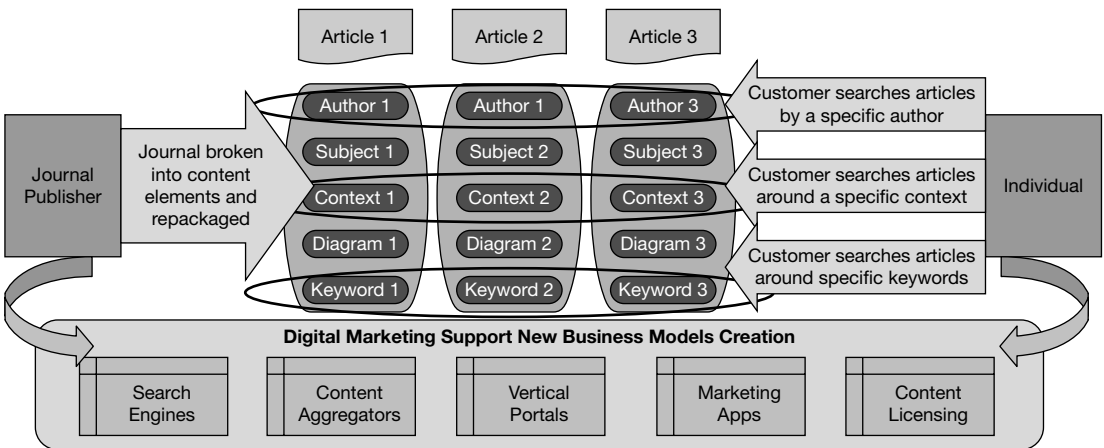 Article 1
Article 2
Article 3
Journal
Publisher
Journal broken
into content
elements and
repackaged
Author 1
Author 1
Author 3
Subject 1
Subject 2
Subject 3
Context 1
Context 2
Context 3
Diagram 1
Diagram 2
Diagram 3
Keyword 1
Keyword 2
Keyword 3
Customer searches articles
by a specific author
Customer searches articles
around a specific context
Customer searches articles
around specific keywords
Individual
Digital Marketing Support New Business Models Creation
Search
Engines
Content
Aggregators
Vertical
Portals
Marketing
Apps
Content
Licensing